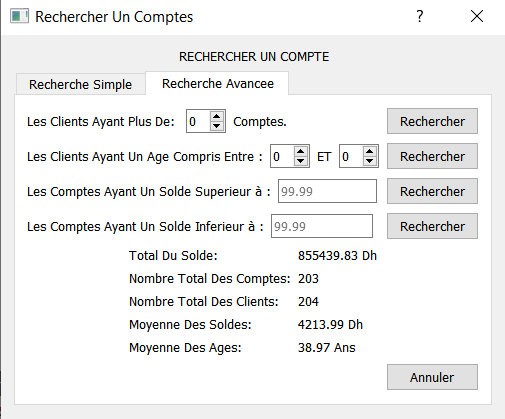 Rechercher Un Comptes
RECHERCHER UN COMPTE
Recherche Simple Recherche Avancee
Les Clients Ayant Plus De: 0 Comptes. Rechercher
Les Clients Ayant Un Age Compris Entre : 0 ET 0 Rechercher
Les Comptes Ayant Un Solde Superieur à : 99.99 Rechercher
Les Comptes Ayant Un Solde Inferieur à : 99.99 Rechercher
Total Du Solde: 855439.83 Dh
Nombre Total Des Comptes: 203
Nombre Total Des Clients: 204
Moyenne Des Soldes: 4213.99 Dh
Moyenne Des Ages: 38.97 Ans
Annuler